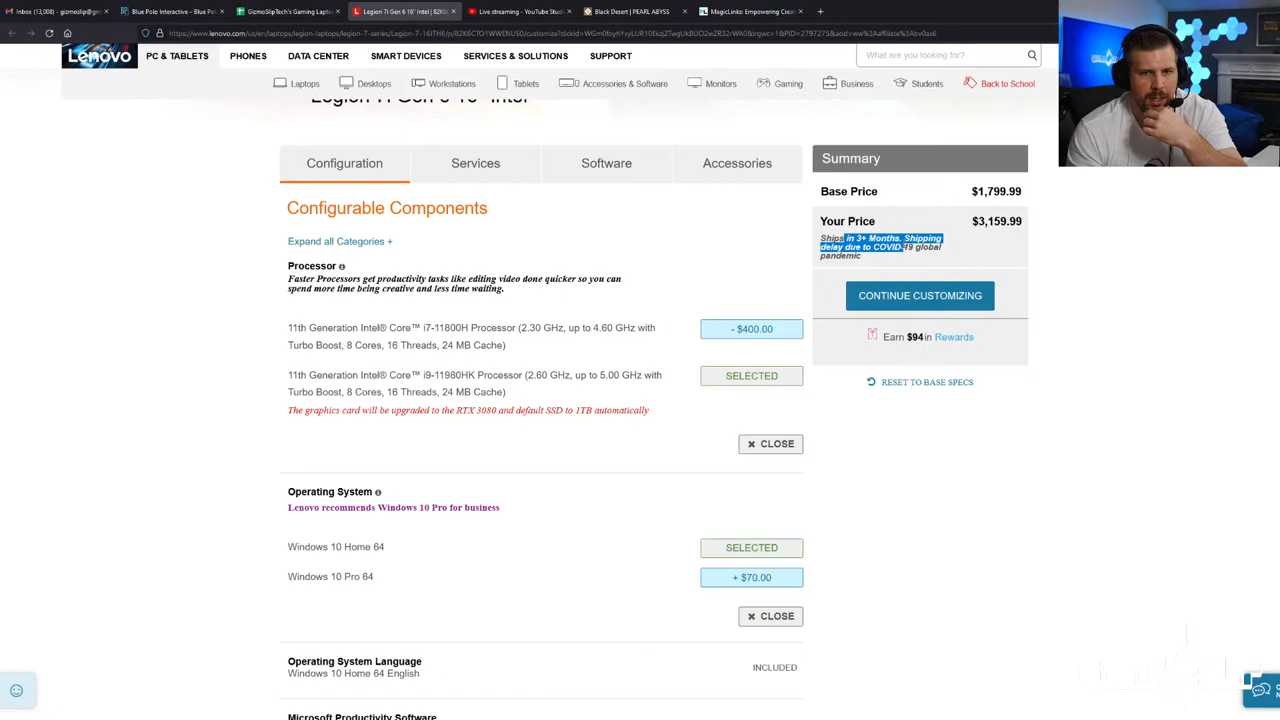 Inbox (13,008) - gizmoslip@gm
Blue Polo Interactive – Blue Pol
GizmoSlipTech's Gaming Laptop
Legion 7i Gen 6 16" Intel | 82K6
Live streaming - YouTube Studi
Black Desert | PEARL ABYSS
MagicLinks: Empowering Creat
Lenovo
PC & TABLETS
PHONES
DATA CENTER
SMART DEVICES
SERVICES & SOLUTIONS
SUPPORT
What are you looking for?
Laptops
Desktops
Workstations
Tablets
Accessories & Software
Monitors
Gaming
Business
Students
Back to School
Configuration
Services
Software
Accessories
Configurable Components
Expand all Categories +
Processor
Faster Processors get productivity tasks like editing video done quicker so you
can spend more time being creative and less time waiting.
11th Generation Intel® Core™ i7-11800H Processor (2.30 GHz, up to 4.60 GHz with
Turbo Boost, 8 Cores, 16 Threads, 24 MB Cache)
- $400.00
11th Generation Intel® Core™ i9-11980HK Processor (2.60 GHz, up to 5.00 GHz with
Turbo Boost, 8 Cores, 16 Threads, 24 MB Cache)
SELECTED
The graphics card will be upgraded to the RTX 3080 and default SSD to 1TB automatically
CLOSE
Operating System
Lenovo recommends Windows 10 Pro for business
Windows 10 Home 64
SELECTED
Windows 10 Pro 64
+ $70.00
CLOSE
Operating System Language
Windows 10 Home 64 English
INCLUDED
Microsoft Productivity Software
Summary
Base Price
$1,799.99
Your Price
$3,159.99
Ships in 3+ Months. Shipping
delay due to COVID-19 global
pandemic
CONTINUE CUSTOMIZING
Earn $94 in Rewards
RESET TO BASE SPECS